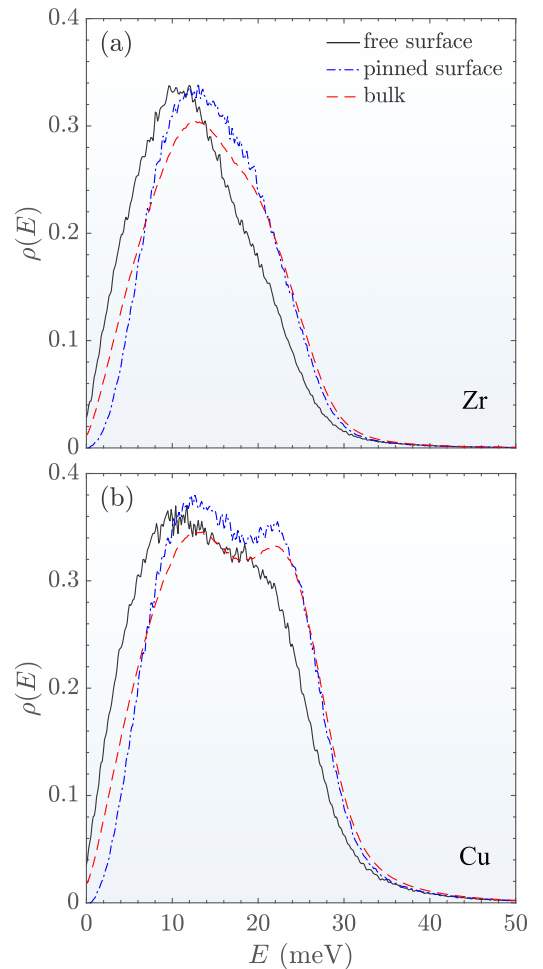 0.4
(a)
free surface
pinned surface
bulk
0.3
ρ(E)
0.2
0.1
Zr
0
0.4
(b)
0.3
ρ(E)
0.2
0.1
Cu
0
0 10 20 30 40 50
E (meV)